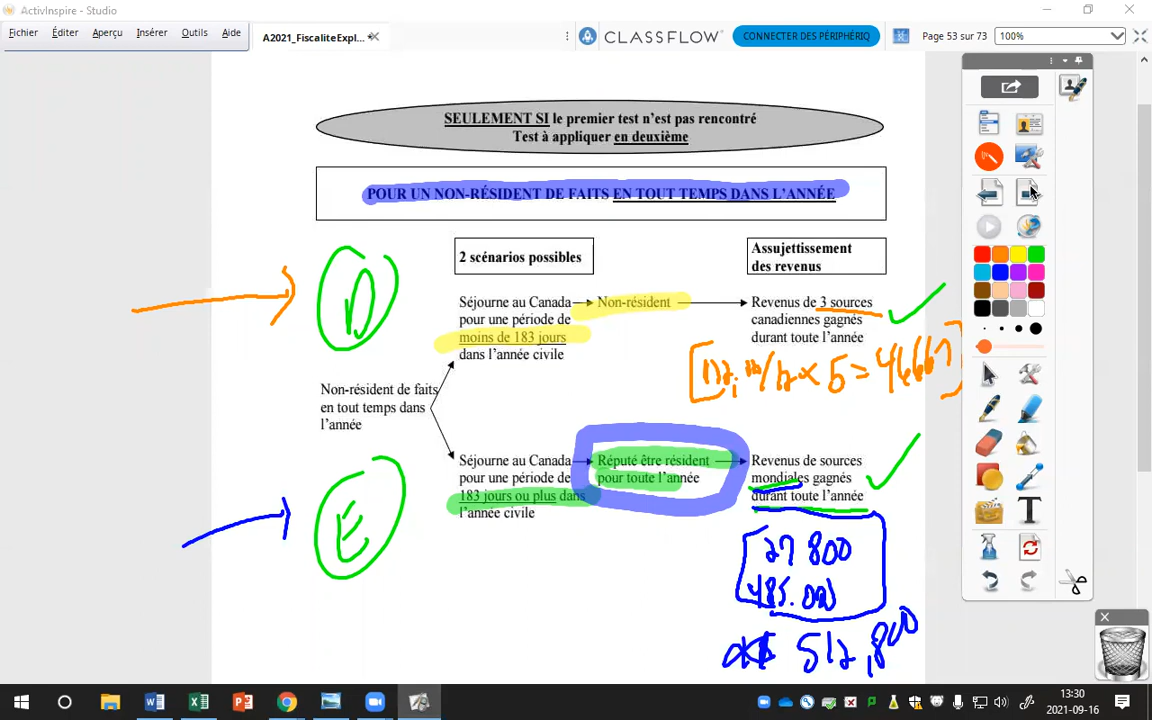 ActivInspire - Studio
Fichier Éditer Aperçu Insérer Outils Aide
A2021_FiscaliteExpl...
CLASSFLOW
CONNECTER DES PÉRIPHÉRIQ
Page 53 sur 73
100%
SEULEMENT SI le premier test n'est pas rencontré
Test à appliquer en deuxième
POUR UN NON-RÉSIDENT DE FAITS EN TOUT TEMPS DANS L'ANNÉE
2 scénarios possibles
Assujettissement
des revenus
D
Séjourne au Canada
pour une période de
moins de 183 jours
dans l'année civile
Non-résident
Revenus de 3 sources
canadiennes gagnés
durant toute l'année
/12 × 5 = 46667
Non-résident de faits
en tout temps dans
l'année
E
Séjourne au Canada
pour une période de
183 jours ou plus dans
l'année civile
Réputé être résident
pour toute l'année
Revenus de sources
mondiales gagnés
durant toute l'année
27 800
485.000
512,800
T
13:30
2021-09-16